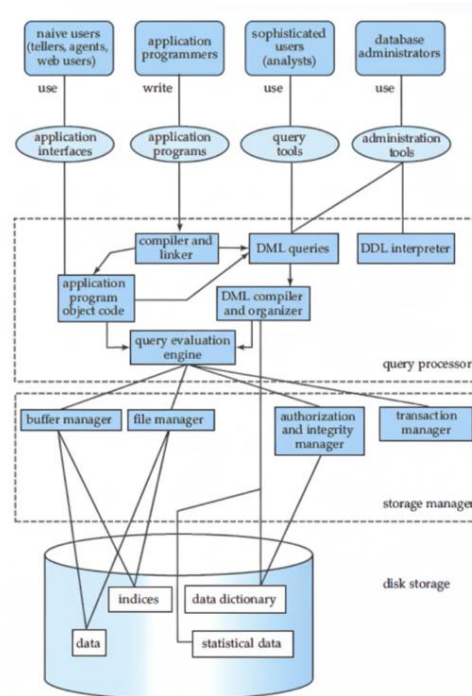 naive users
(tellers, agents,
web users)
application
programmers
sophisticated
users
(analysts)
database
administrators
use
write
use
use
application
interfaces
application
programs
query
tools
administration
tools
compiler and
linker
DML queries
DDL interpreter
application
program
object code
DML compiler
and organizer
query evaluation
engine
query processor
buffer manager
file manager
authorization
and integrity
manager
transaction
manager
storage manager
disk storage
indices
data dictionary
data
statistical data